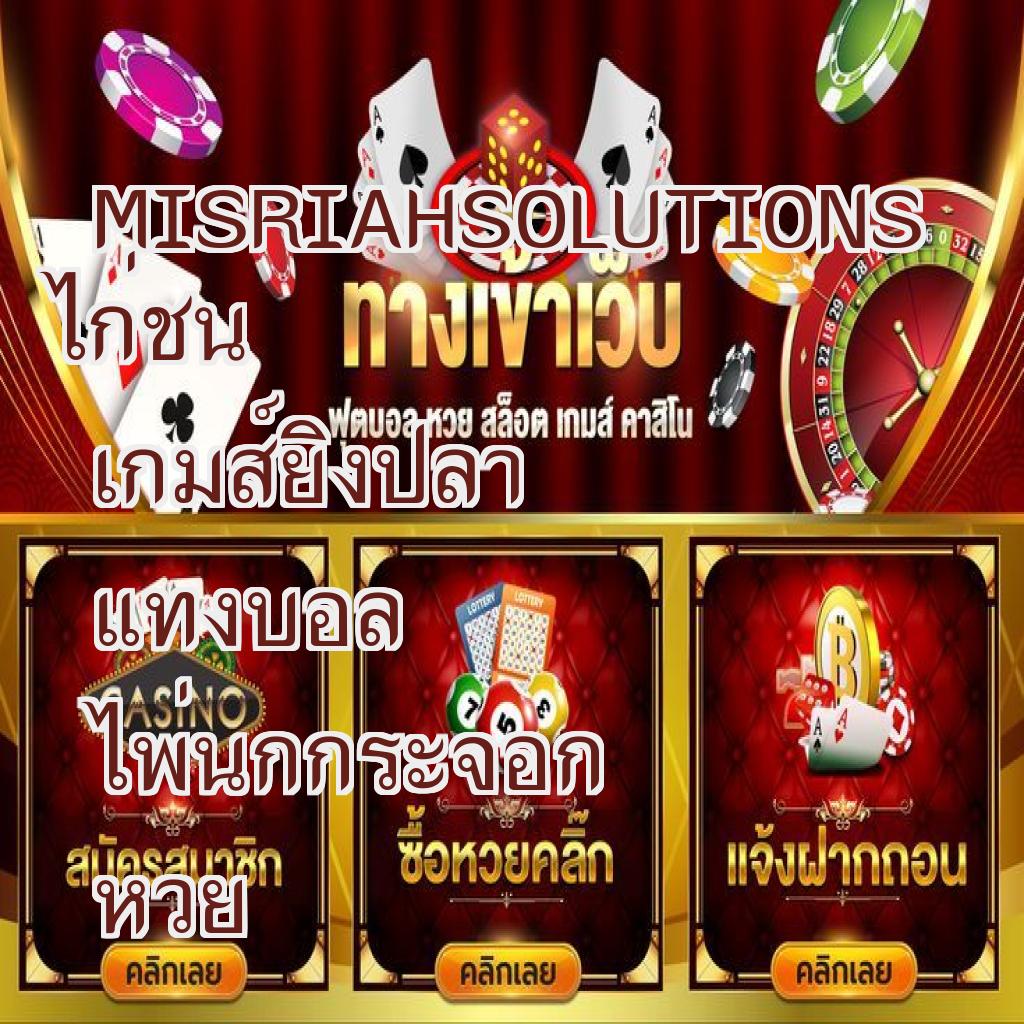 MISRIAHSOLUTIONS
ทางเข้าเว็บ
ไก่ชน
ฟุตบอล หวย สล็อต เกมส์ คาสิโน
เกมส์ยิงปลา
แทงบอล
LOTTERY LOTTERY
CASINO
ไพ่นกกระจอก
สมัครสมาชิก
ซื้อหวยคลิ๊ก
แจ้งฝากถอน
หวย
คลิกเลย
คลิกเลย
คลิกเลย